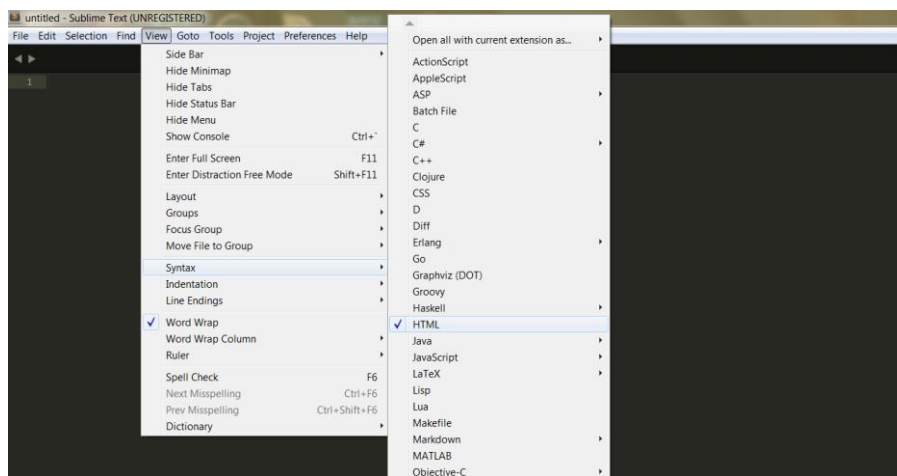 untitled - Sublime Text (UNREGISTERED)
File Edit Selection Find View Goto Tools Project Preferences Help
1
Side Bar
Hide Minimap
Hide Tabs
Hide Status Bar
Hide Menu
Show Console Ctrl+`
Enter Full Screen F11
Enter Distraction Free Mode Shift+F11
Layout
Groups
Focus Group
Move File to Group
Syntax
Indentation
Line Endings
Word Wrap
Word Wrap Column
Ruler
Spell Check F6
Next Misspelling Ctrl+F6
Prev Misspelling Ctrl+Shift+F6
Dictionary
Open all with current extension as...
ActionScript
AppleScript
ASP
Batch File
C
C#
C++
Clojure
CSS
D
Diff
Erlang
Go
Graphviz (DOT)
Groovy
Haskell
HTML
Java
JavaScript
LaTeX
Lisp
Lua
Makefile
Markdown
MATLAB
Objective-C